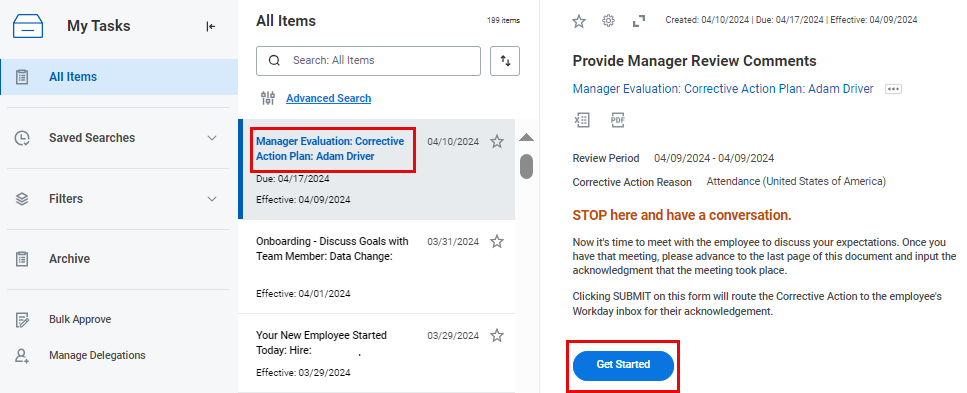 My Tasks
All Items
Saved Searches
Filters
Archive
Bulk Approve
Manage Delegations
All Items
189 items
Search: All Items
Advanced Search
Manager Evaluation: Corrective
Action Plan: Adam Driver
04/10/2024
Due: 04/17/2024
Effective: 04/09/2024
Onboarding - Discuss Goals with
Team Member: Data Change:
03/31/2024
Effective: 04/01/2024
Your New Employee Started
Today: Hire:
03/29/2024
Effective: 03/29/2024
Created: 04/10/2024 | Due: 04/17/2024 | Effective: 04/09/2024
Provide Manager Review Comments
Manager Evaluation: Corrective Action Plan: Adam Driver
PDF
Review Period 04/09/2024 - 04/09/2024
Corrective Action Reason Attendance (United States of America)
STOP here and have a conversation.
Now it's time to meet with the employee to discuss your expectations. Once you
have that meeting, please advance to the last page of this document and input the
acknowledgment that the meeting took place.
Clicking SUBMIT on this form will route the Corrective Action to the employee's
Workday inbox for their acknowledgement.
Get Started